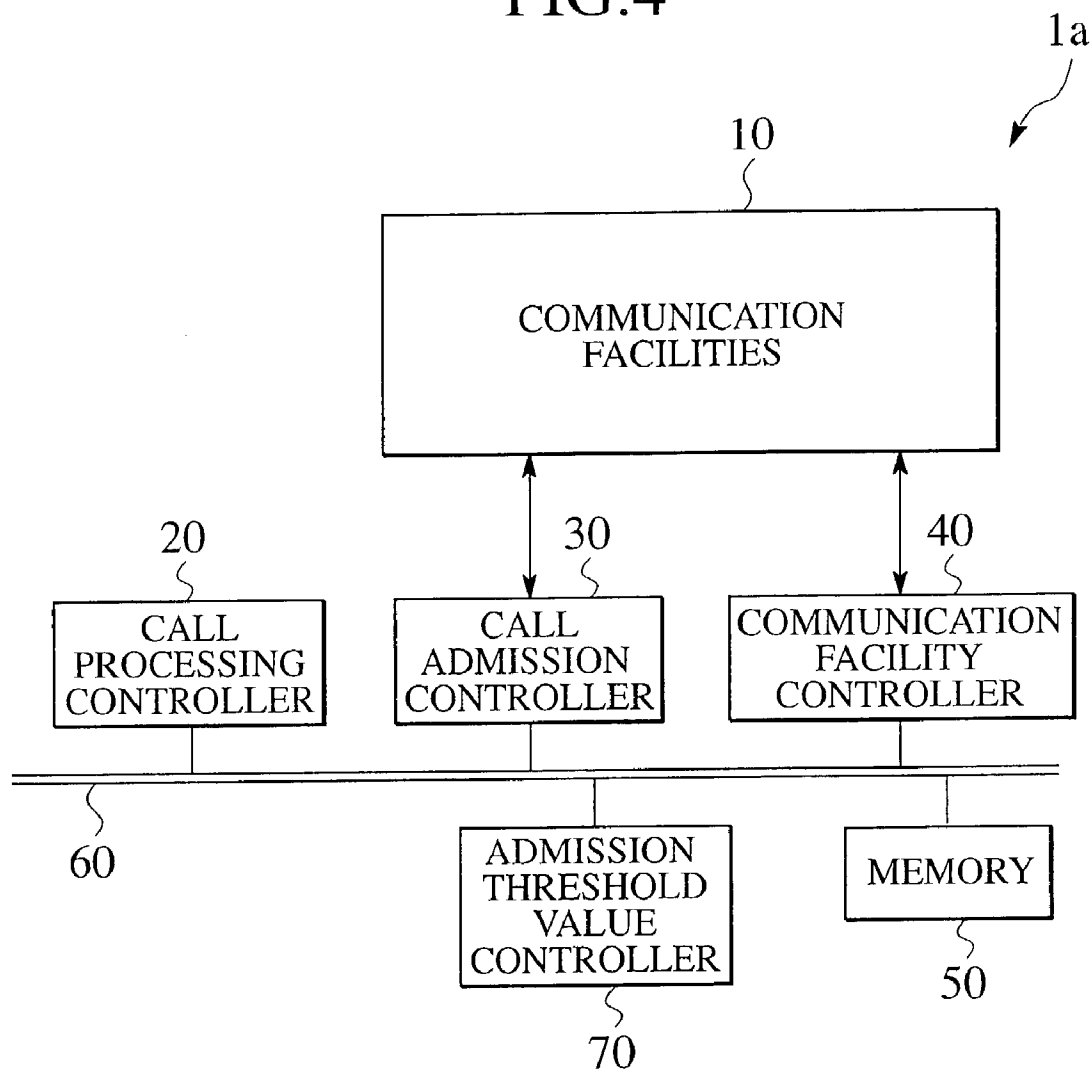 FIG.4
1a
10
COMMUNICATION
FACILITIES
20
30
40
CALL
PROCESSING
CONTROLLER
CALL
ADMISSION
CONTROLLER
COMMUNICATION
FACILITY
CONTROLLER
60
ADMISSION
THRESHOLD
VALUE
CONTROLLER
MEMORY
50
70